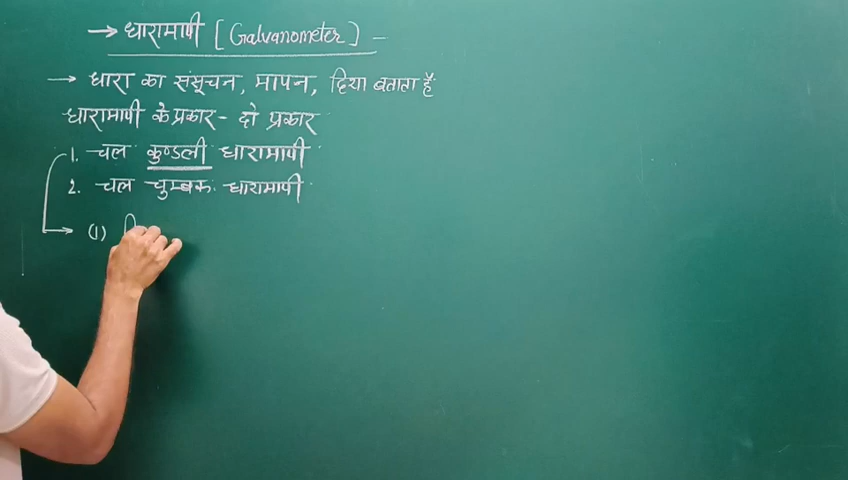 → धारामापी [ Galvanometer ] -
→ धारा का संसूचन, मापन, दिशा बताता है
धारामापी के प्रकार - दो प्रकार
1. चल कुण्डली धारामापी
2. चल चुम्बक धारामापी
→ (1)